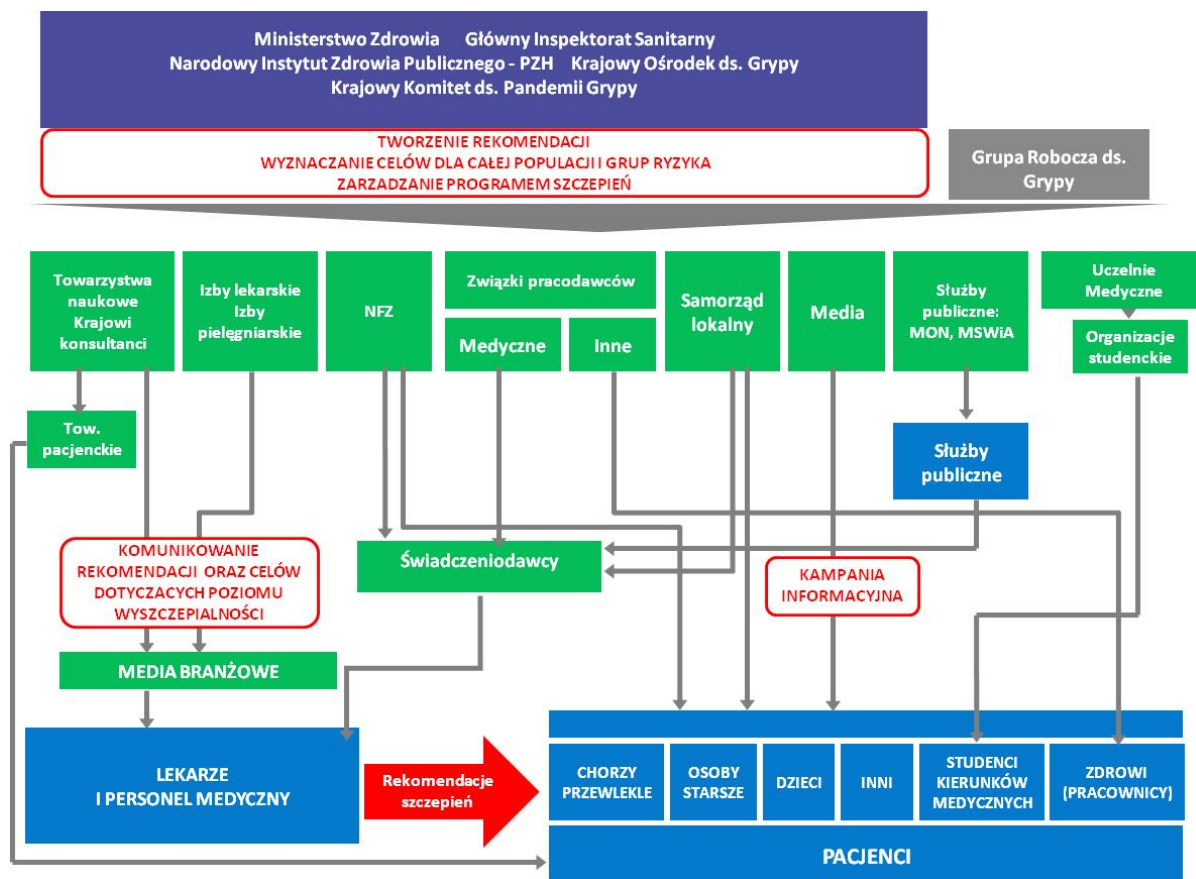 Ministerstwo Zdrowia Główny Inspektorat Sanitarny
Narodowy Instytut Zdrowia Publicznego - PZH Krajowy Ośrodek ds. Grypy
Krajowy Komitet ds. Pandemii Grypy
TWORZENIE REKOMENDACJI
WYZNACZANIE CELÓW DLA CAŁEJ POPULACJI I GRUP RYZYKA
ZARZADZANIE PROGRAMEM SZCZEPIEŃ
Grupa Robocza ds.
Grypy
Towarzystwa
naukowe
Krajowi
konsultanci
Izby lekarskie
Izby
pielęgniarskie
NFZ
Związki pracodawców
Medyczne
Inne
Samorząd
lokalny
Media
Służby
publiczne:
MON, MSWiA
Uczelnie
Medyczne
Organizacje
studenckie
Tow.
pacjenckie
Służby
publiczne
KOMUNIKOWANIE
REKOMENDACJI ORAZ CELÓW
DOTYCZACYCH POZIOMU
WYSZCZEPIALNOŚCI
Świadczeniodawcy
KAMPANIA
INFORMACYJNA
MEDIA BRANŻOWE
LEKARZE
I PERSONEL MEDYCZNY
Rekomendacje
szczepień
CHORZY
PRZEWLEKLE
OSOBY
STARSZE
DZIECI
INNI
STUDENCI
KIERUNKÓW
MEDYCZNYCH
ZDROWI
(PRACOWNICY)
PACJENCI